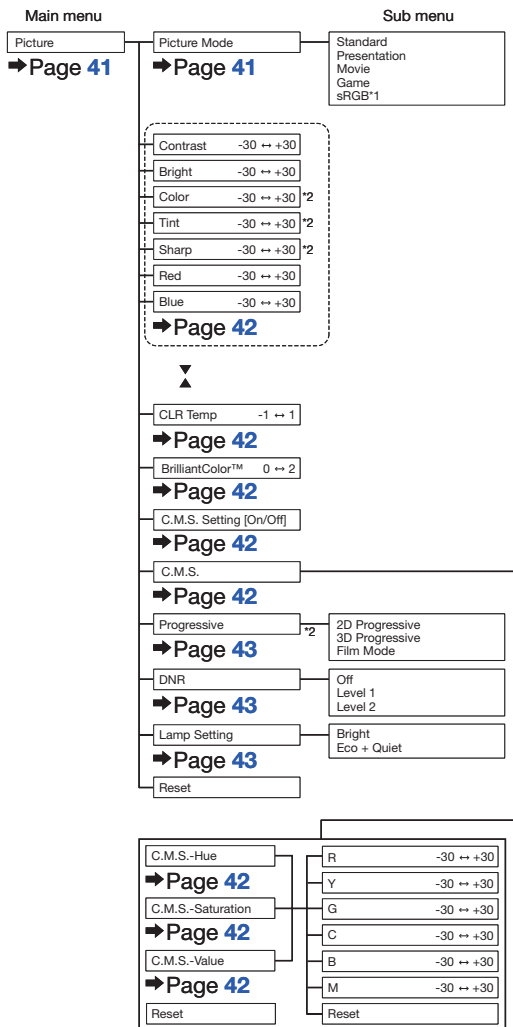 Main menu
Sub menu
Picture
➡Page 41
Picture Mode
➡Page 41
Standard
Presentation
Movie
Game
sRGB*1
Contrast -30 ↔ +30
Bright -30 ↔ +30
Color -30 ↔ +30 *2
Tint -30 ↔ +30 *2
Sharp -30 ↔ +30 *2
Red -30 ↔ +30
Blue -30 ↔ +30
➡Page 42
CLR Temp -1 ↔ 1
➡Page 42
BrilliantColor™ 0 ↔ 2
➡Page 42
C.M.S. Setting [On/Off]
➡Page 42
C.M.S.
➡Page 42
Progressive *2
➡Page 43
2D Progressive
3D Progressive
Film Mode
DNR
➡Page 43
Off
Level 1
Level 2
Lamp Setting
➡Page 43
Bright
Eco + Quiet
Reset
C.M.S.-Hue
➡Page 42
C.M.S.-Saturation
➡Page 42
C.M.S.-Value
➡Page 42
Reset
R -30 ↔ +30
Y -30 ↔ +30
G -30 ↔ +30
C -30 ↔ +30
B -30 ↔ +30
M -30 ↔ +30
Reset